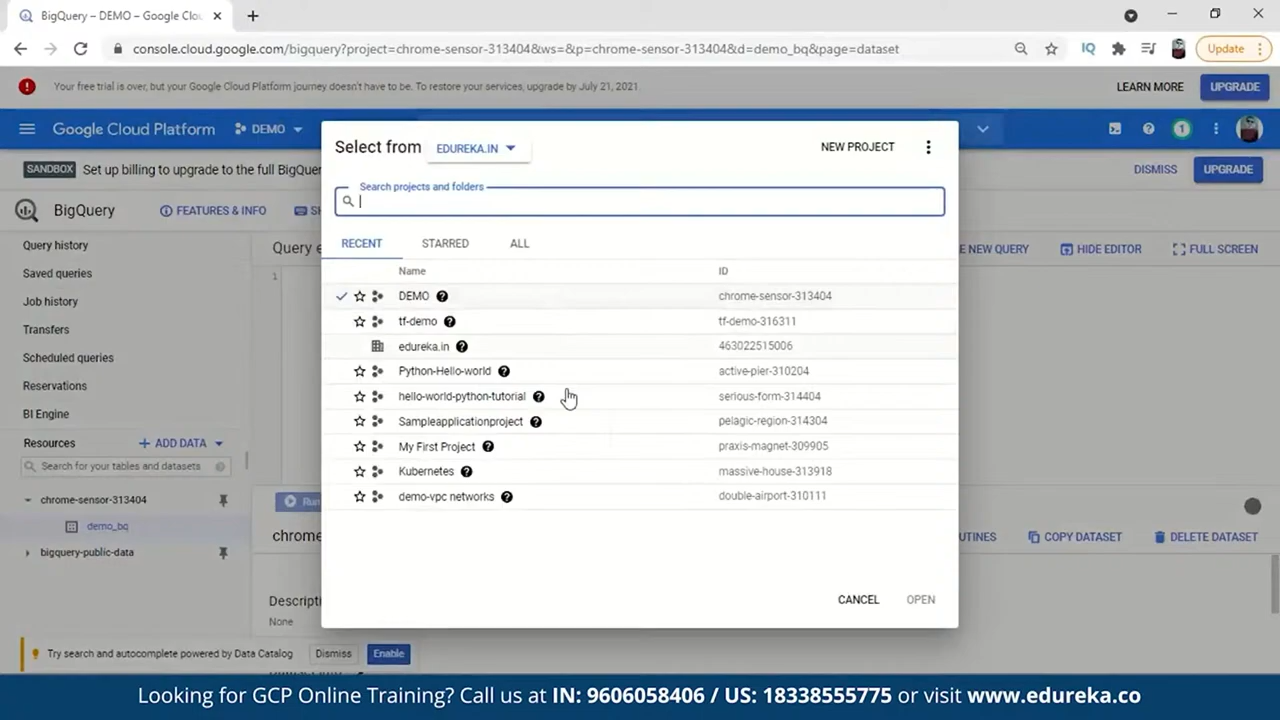 BigQuery – DEMO – Google Clou
console.cloud.google.com/bigquery?project=chrome-sensor-313404&ws=&p=chrome-sensor-313404&d=demo_bq&page=dataset
IQ
Update
Your free trial is over, but your Google Cloud Platform journey doesn't have to be. To restore your services, upgrade by July 21, 2021.
LEARN MORE
UPGRADE
Google Cloud Platform
DEMO
1
SANDBOX Set up billing to upgrade to the full BigQuer
DISMISS
UPGRADE
BigQuery
FEATURES & INFO
SH
Query history
Saved queries
Job history
Transfers
Scheduled queries
Reservations
BI Engine
Resources
+ ADD DATA
Search for your tables and datasets
chrome-sensor-313404
demo_bq
bigquery-public-data
Query e
E NEW QUERY
HIDE EDITOR
FULL SCREEN
1
Run
chrome
UTINES
COPY DATASET
DELETE DATASET
Descripti
None
Select from EDUREKA.IN
NEW PROJECT
Search projects and folders
RECENT STARRED ALL
Name ID
DEMO chrome-sensor-313404
tf-demo tf-demo-316311
edureka.in 463022515006
Python-Hello-world active-pier-310204
hello-world-python-tutorial serious-form-314404
Sampleapplicationproject pelagic-region-314304
My First Project praxis-magnet-309905
Kubernetes massive-house-313918
demo-vpc networks double-airport-310111
CANCEL OPEN
Try search and autocomplete powered by Data Catalog
Dismiss
Enable
Looking for GCP Online Training? Call us at IN: 9606058406 / US: 18338555775 or visit www.edureka.co